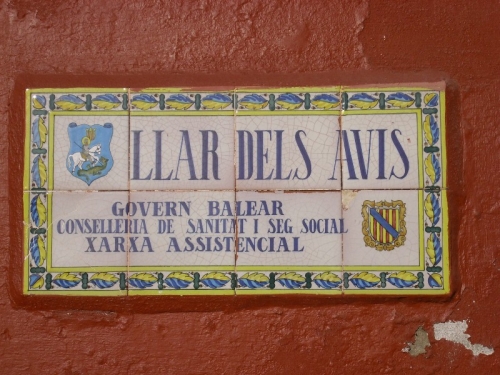 LLAR DELS AVIS
GOVERN BALEAR
CONSELLERIA DE SANITAT I SEG SOCIAL
XARXA ASSISTENCIAL